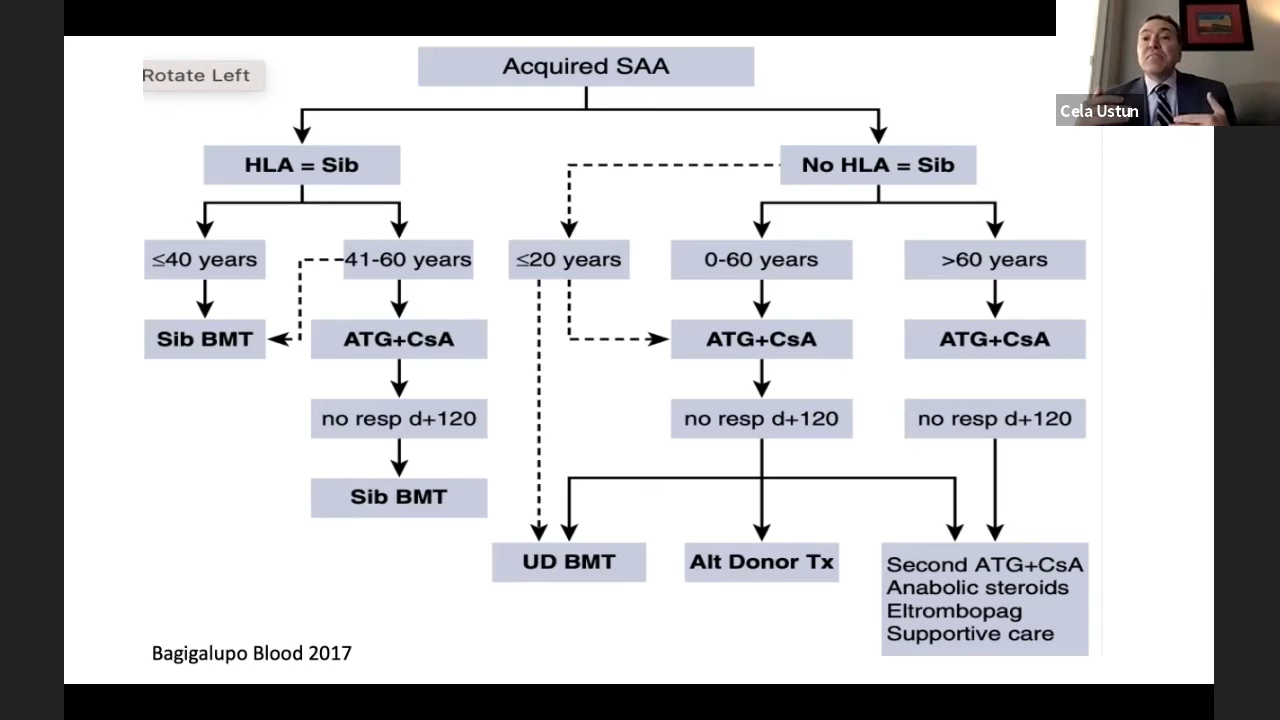 Acquired SAA
Rotate Left
Cela Ustun
HLA = Sib
No HLA = Sib
≤40 years
41-60 years
≤20 years
0-60 years
>60 years
Sib BMT
ATG+CsA
ATG+CsA
ATG+CsA
no resp d+120
no resp d+120
no resp d+120
Sib BMT
UD BMT
Alt Donor Tx
Second ATG+CsA
Anabolic steroids
Eltrombopag
Supportive care
Bagigalupo Blood 2017